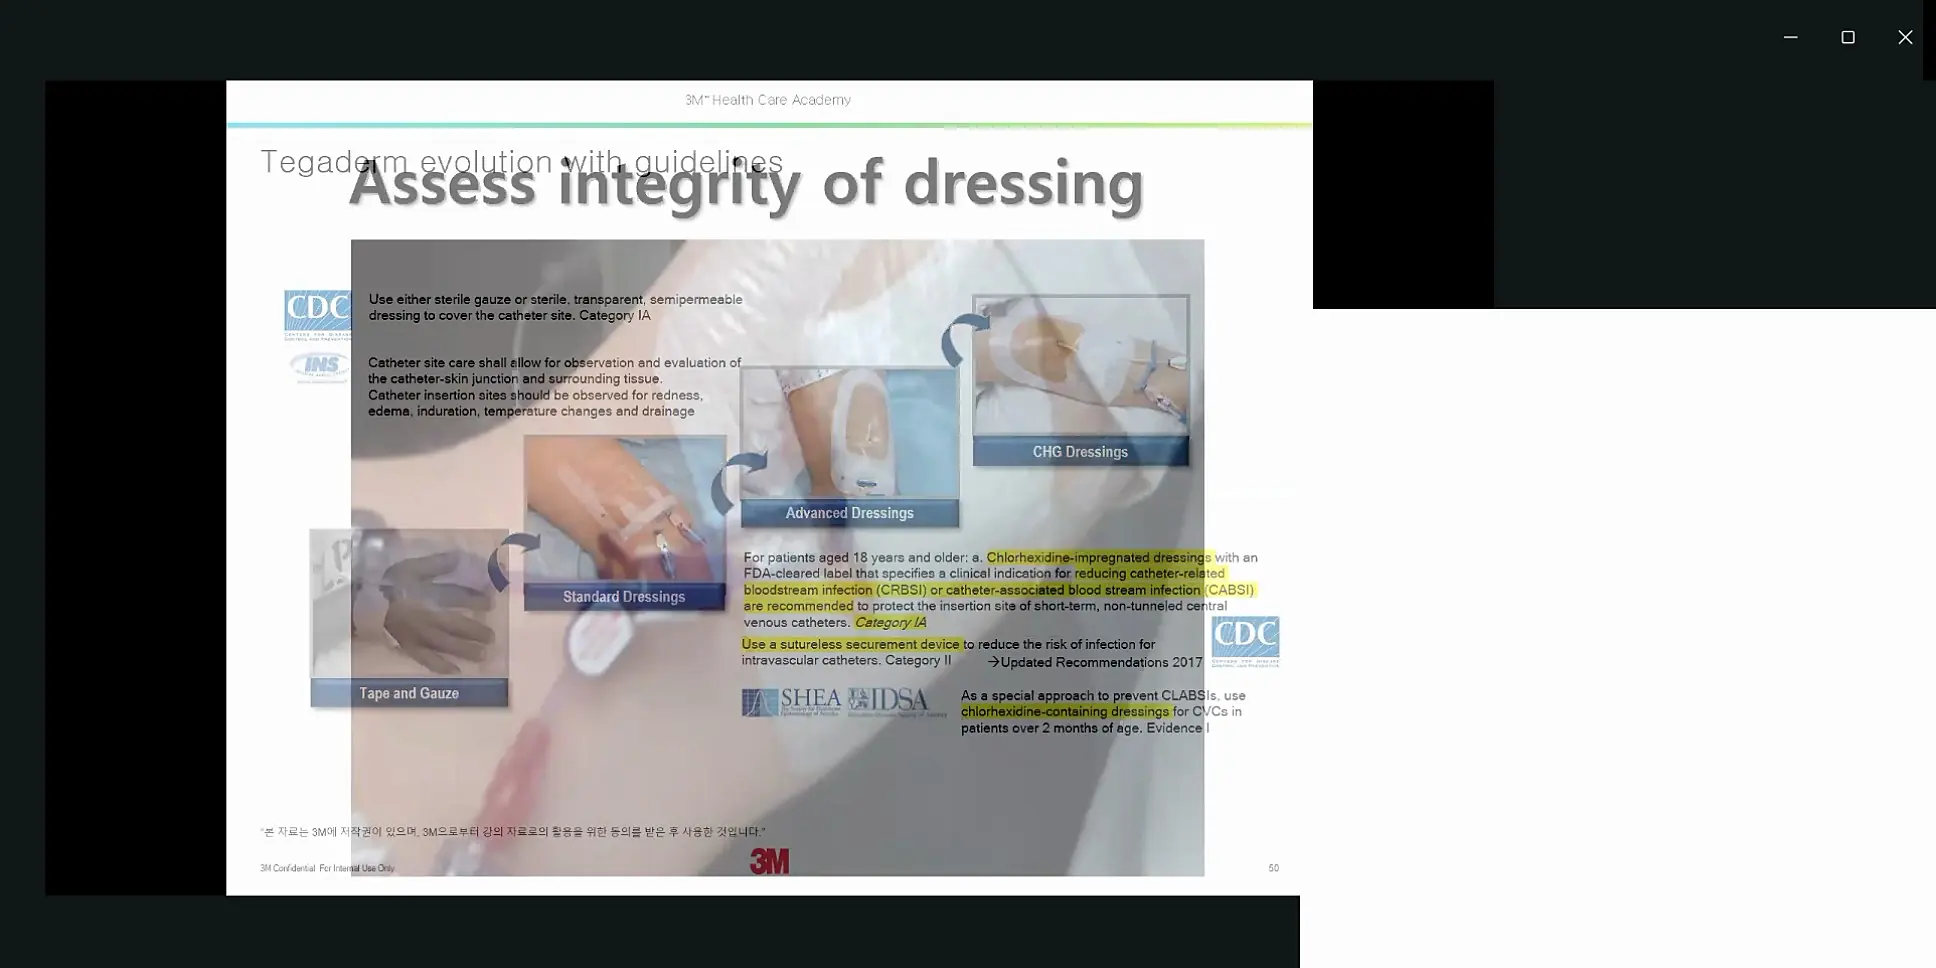 3M™ Health Care Academy
Tegaderm evolution with guidelines
Assess integrity of dressing
CDC
Use either sterile gauze or sterile, transparent, semipermeable
dressing to cover the catheter site. Category IA
INS
Catheter site care shall allow for observation and evaluation of
the catheter-skin junction and surrounding tissue.
Catheter insertion sites should be observed for redness,
edema, induration, temperature changes and drainage
CHG Dressings
Advanced Dressings
Standard Dressings
Tape and Gauze
For patients aged 18 years and older: a. Chlorhexidine-impregnated dressings with an
FDA-cleared label that specifies a clinical indication for reducing catheter-related
bloodstream infection (CRBSI) or catheter-associated blood stream infection (CABSI)
are recommended to protect the insertion site of short-term, non-tunneled central
venous catheters. Category IA
Use a sutureless securement device to reduce the risk of infection for
intravascular catheters. Category II
→Updated Recommendations 2017
CDC
SHEA
IDSA
As a special approach to prevent CLABSIs, use
chlorhexidine-containing dressings for CVCs in
patients over 2 months of age. Evidence I
"본 자료는 3M에 저작권이 있으며, 3M으로부터 강의 자료로의 활용을 위한 동의를 받은 후 사용한 것입니다."
3M Confidential For Internal Use Only
3M
50